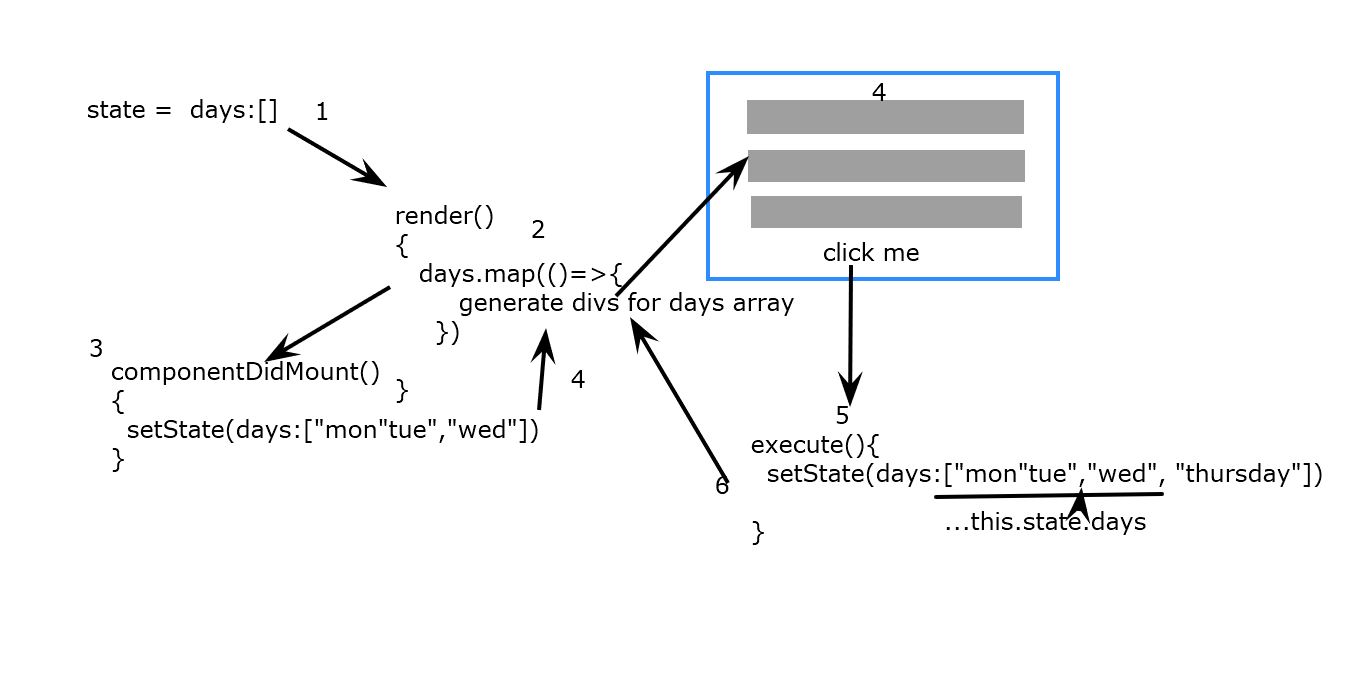 state =  days:[]
1
render()
{
days.map(()=>{
generate divs for days array
})
}
2
3
componentDidMount()
{
setState(days:["mon"tue","wed"])
}
4
4
click me
5
execute(){
setState(days:["mon"tue","wed", "thursday"])
...this.state.days
}
6